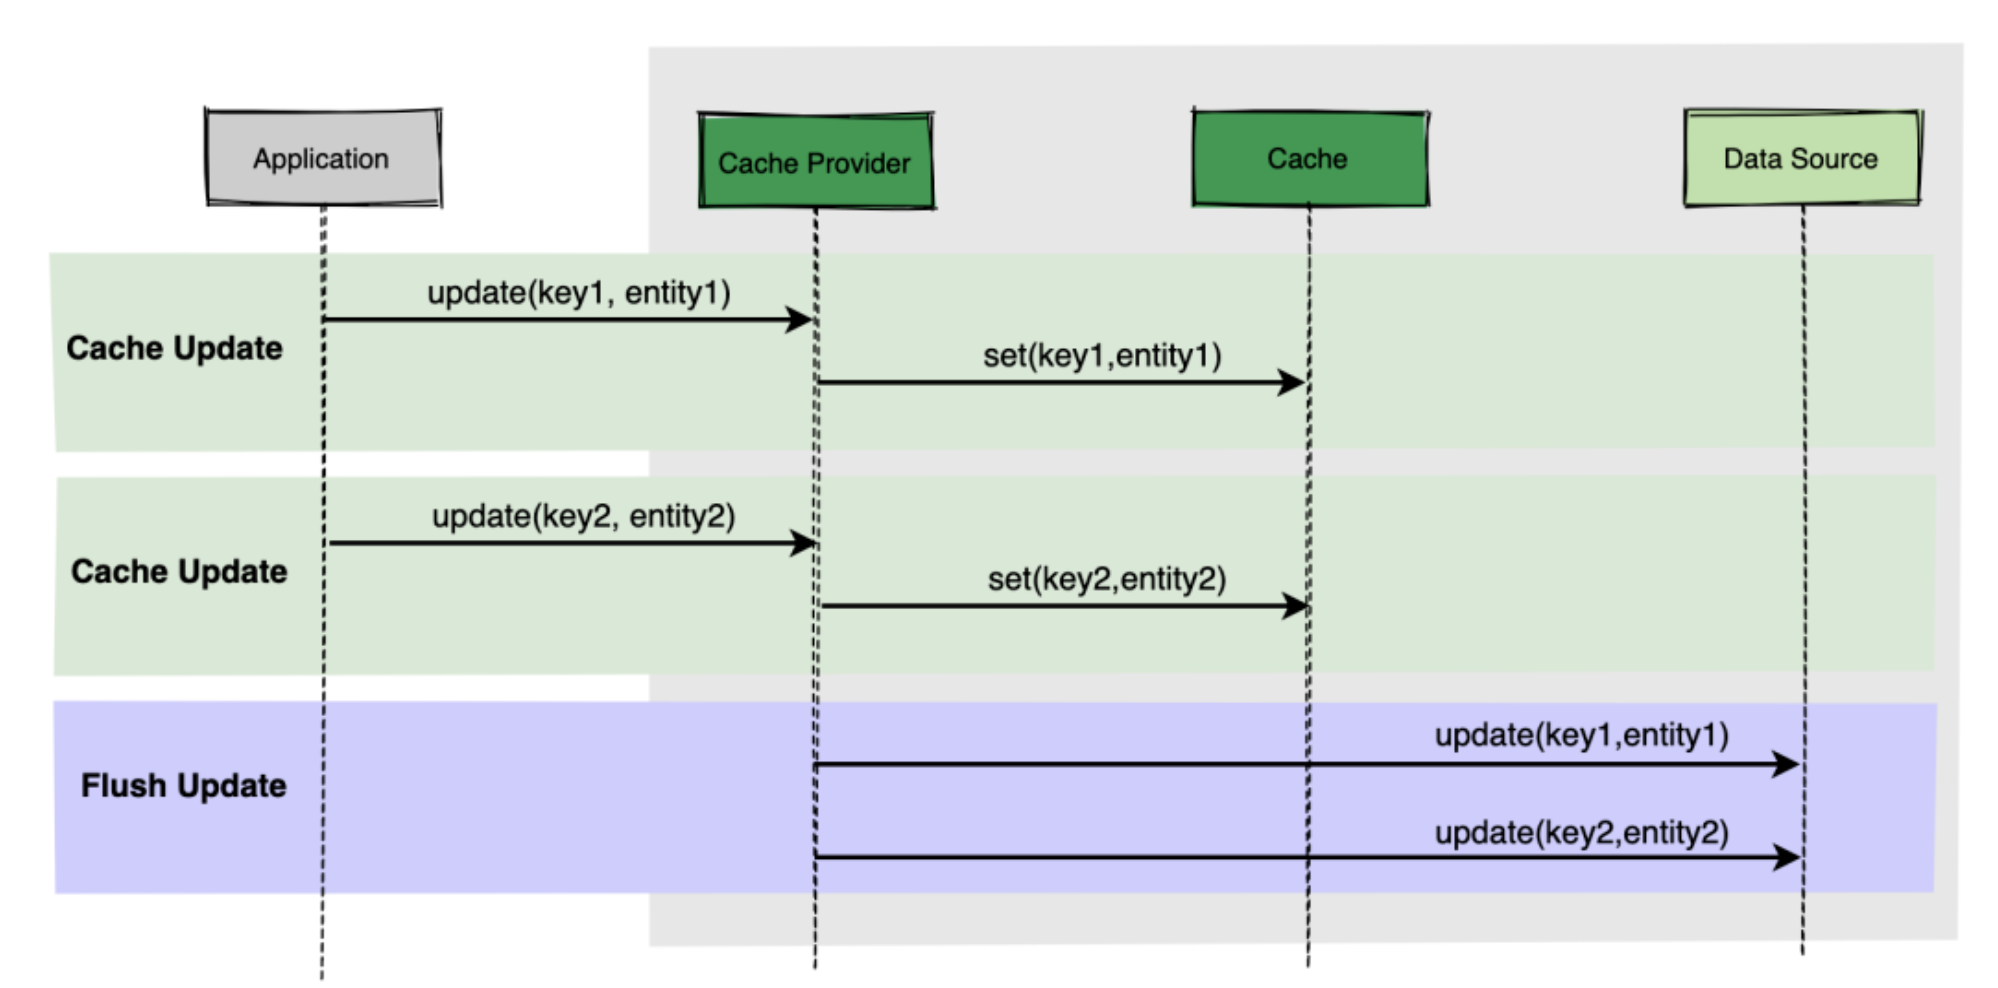 Application
Cache Provider
Cache
Data Source
update(key1, entity1)
Cache Update
set(key1,entity1)
update(key2, entity2)
Cache Update
set(key2,entity2)
update(key1,entity1)
Flush Update
update(key2,entity2)